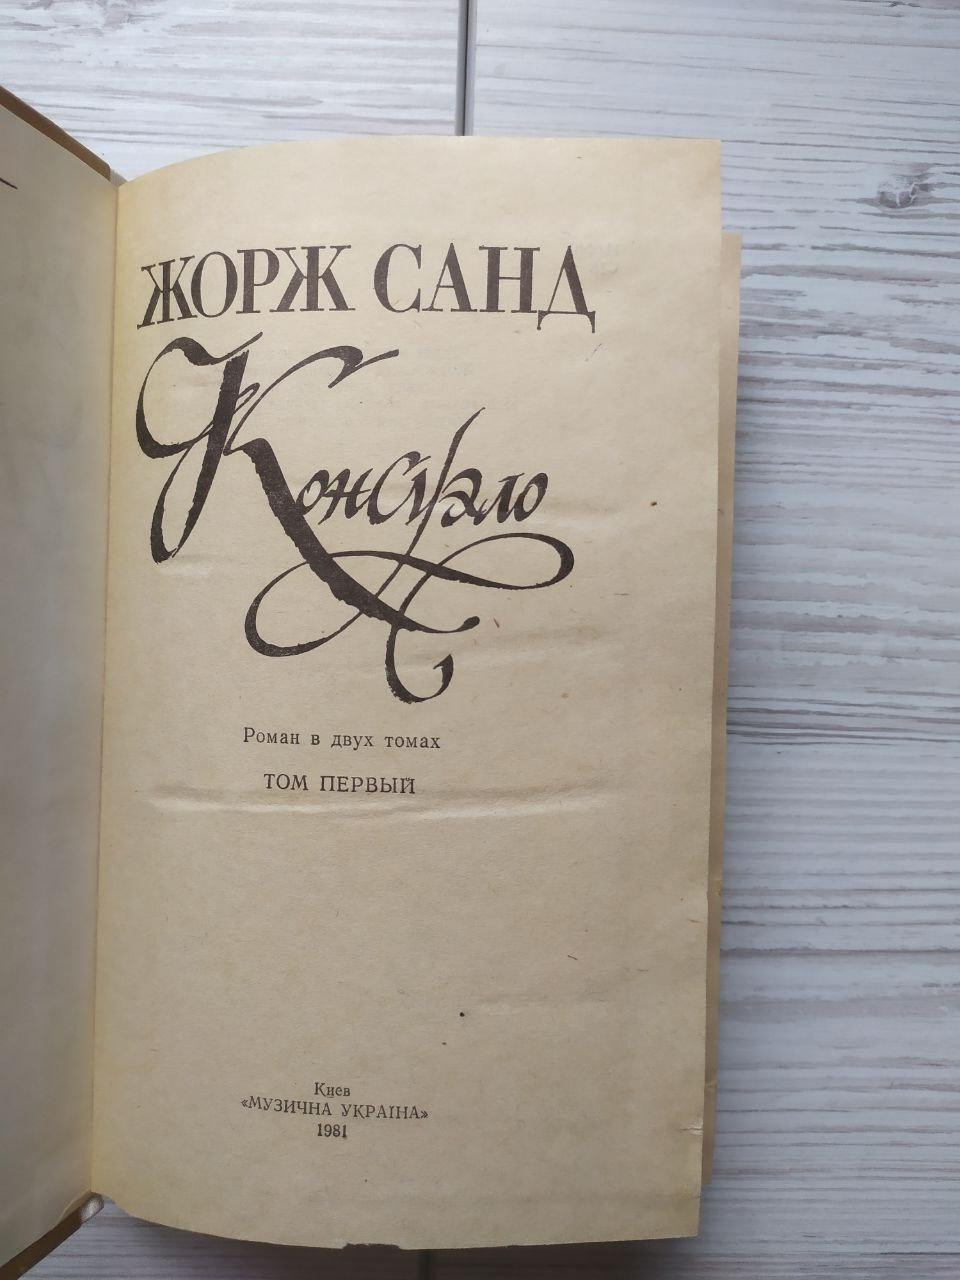 ЖОРЖ САНД
Консуэло
Роман в двух томах
ТОМ ПЕРВЫЙ
Киев
«МУЗИЧНА УКРАЇНА»
1981